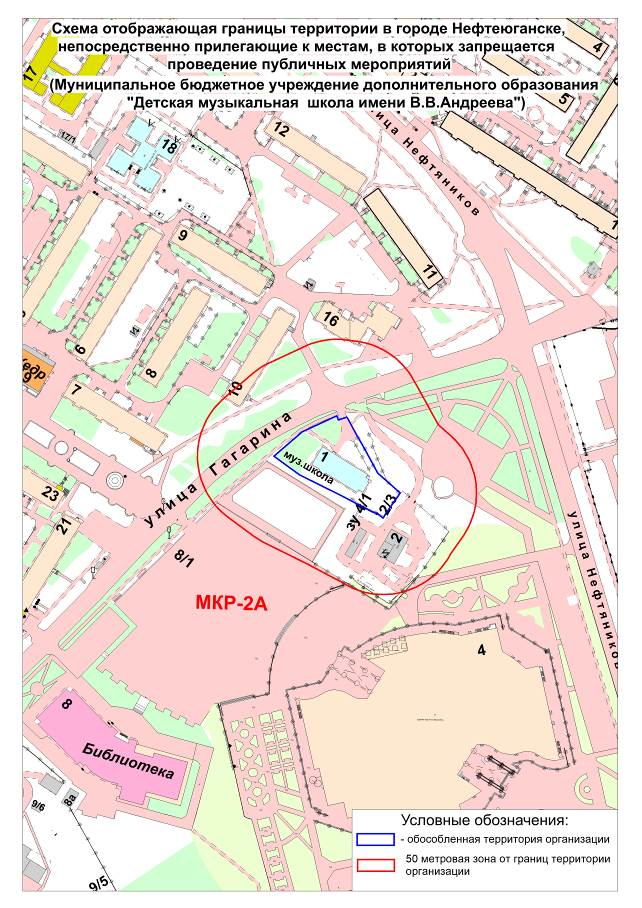 Схема отображающая границы территории в городе Нефтеюганске,
непосредственно прилегающие к местам, в которых запрещается
проведение публичных мероприятий
(Муниципальное бюджетное учреждение дополнительного образования
"Детская музыкальная школа имени В.В.Андреева")
17
4
5
17/1
18
12
улица Нефтяников
1
9
11
16
6
8
10
7
9
улица Гагарина
1
муз.школа
23
21
зу 4/1
2/3
2
8/1
улица Нефтяников
МКР-2А
4
8
Библиотека
8а
9/6
9/5
Условные обозначения:
- обособленная территория организации
50 метровая зона от границ территории
организации